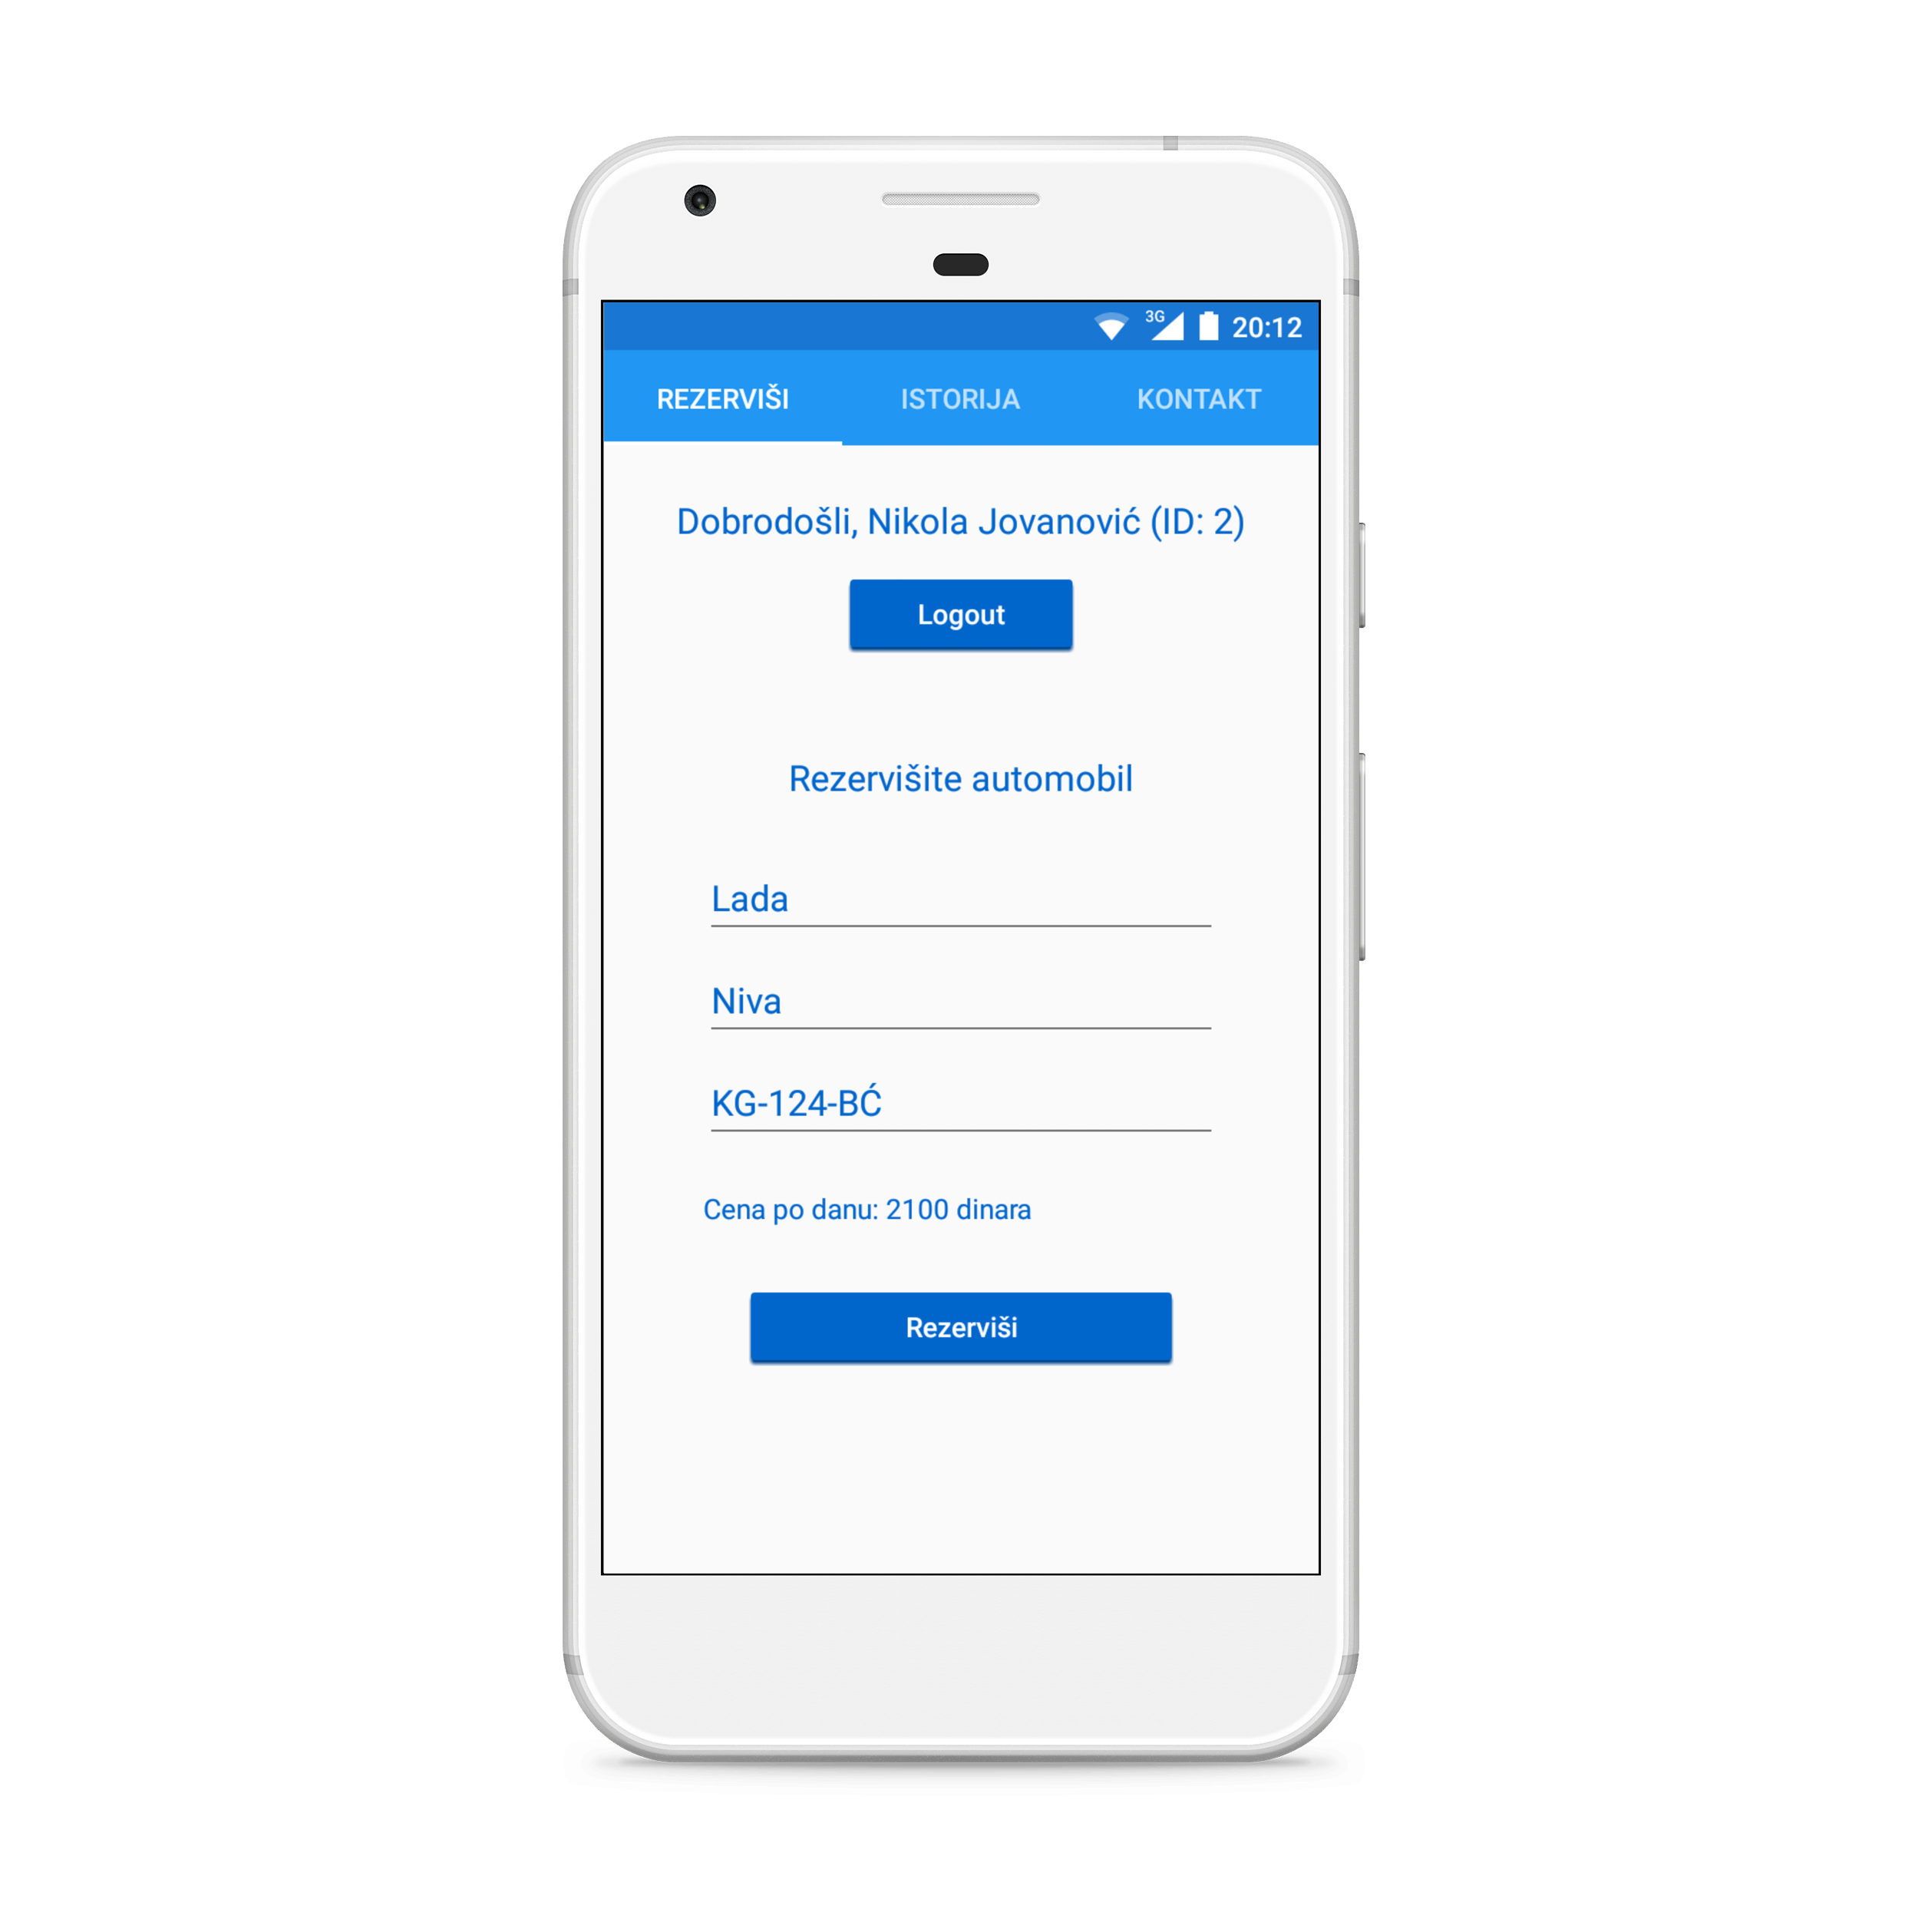 3G 20:12
REZERVIŠI ISTORIJA KONTAKT
Dobrodošli, Nikola Jovanović (ID: 2)
Logout
Rezervišite automobil
Lada
Niva
KG-124-BĆ
Cena po danu: 2100 dinara
Rezerviši